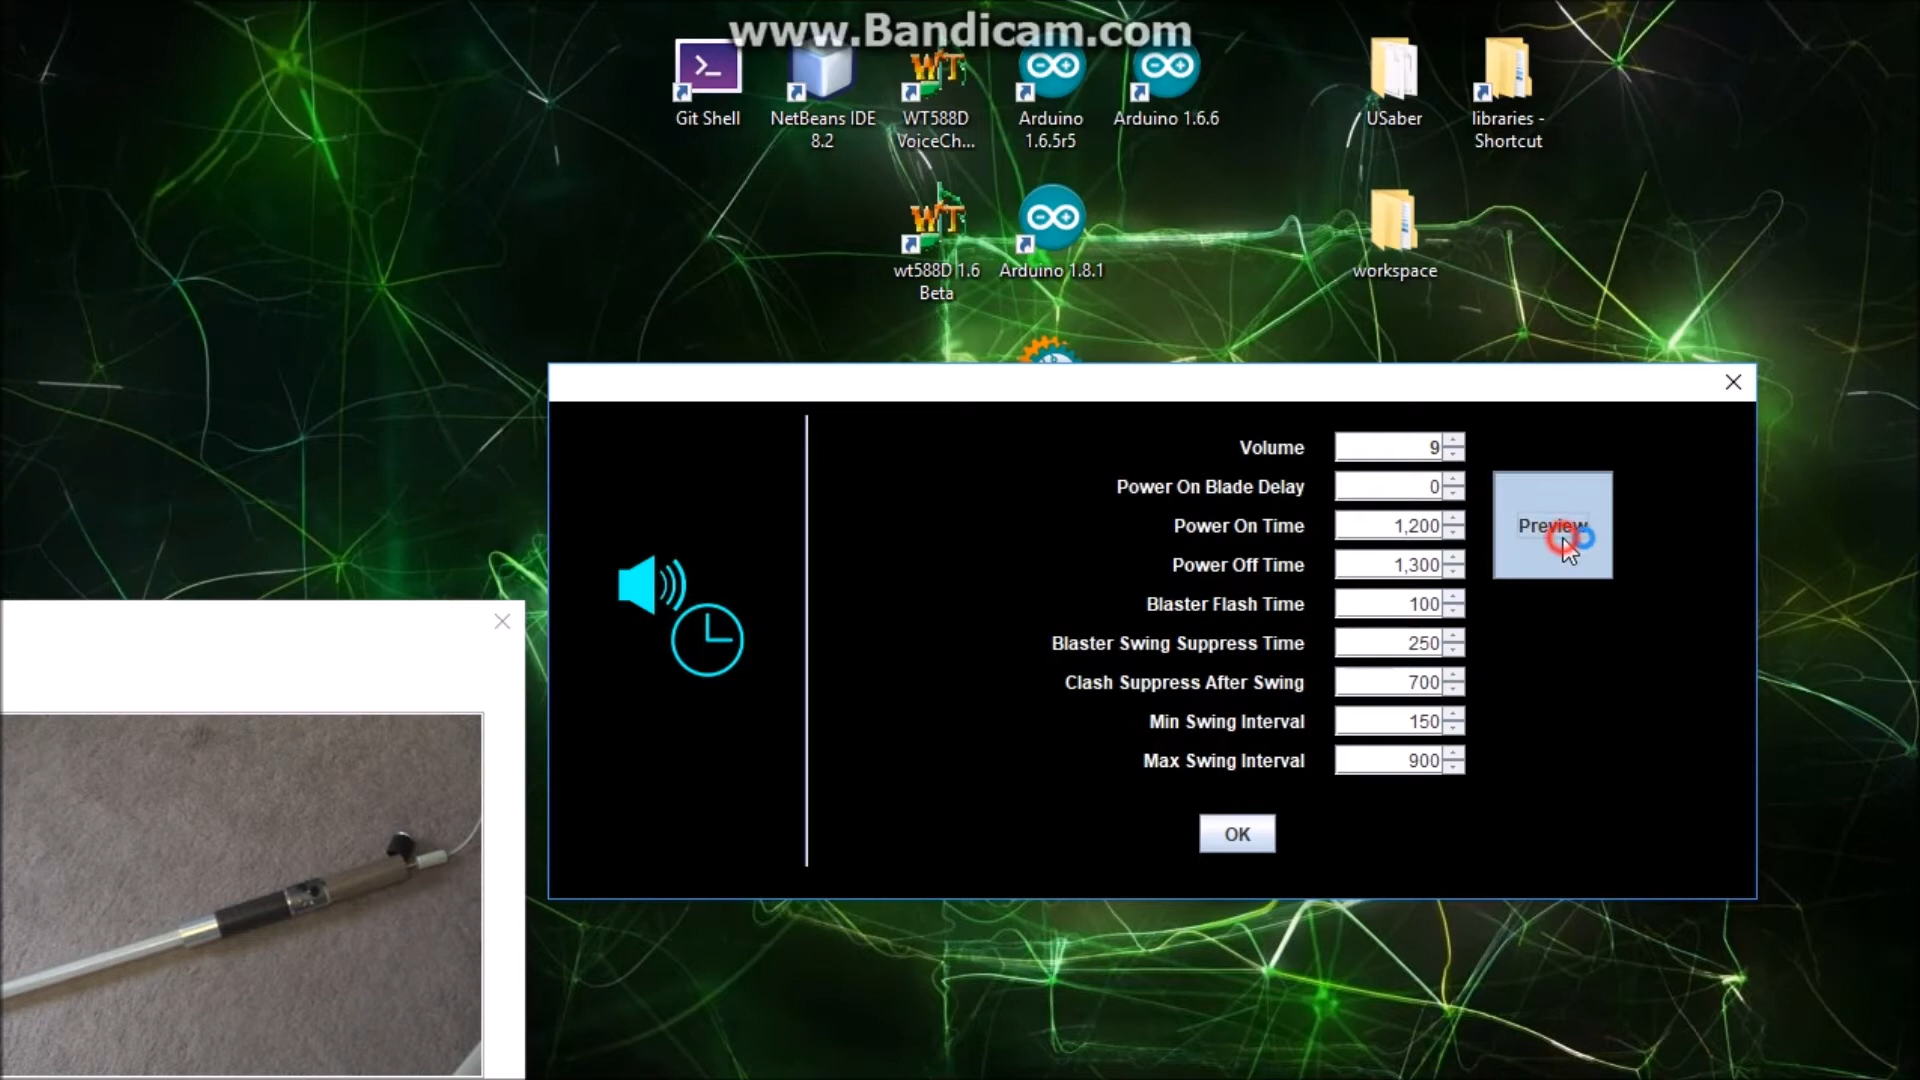 www.Bandicam.com
Git Shell
NetBeans IDE
8.2
WT
WT588D
VoiceCh...
Arduino
1.6.5r5
Arduino 1.6.6
USaber
libraries -
Shortcut
WT
wt588D 1.6
Beta
Arduino 1.8.1
workspace
Volume 9
Power On Blade Delay 0
Power On Time 1,200
Preview
Power Off Time 1,300
Blaster Flash Time 100
Blaster Swing Suppress Time 250
Clash Suppress After Swing 700
Min Swing Interval 150
Max Swing Interval 900
OK